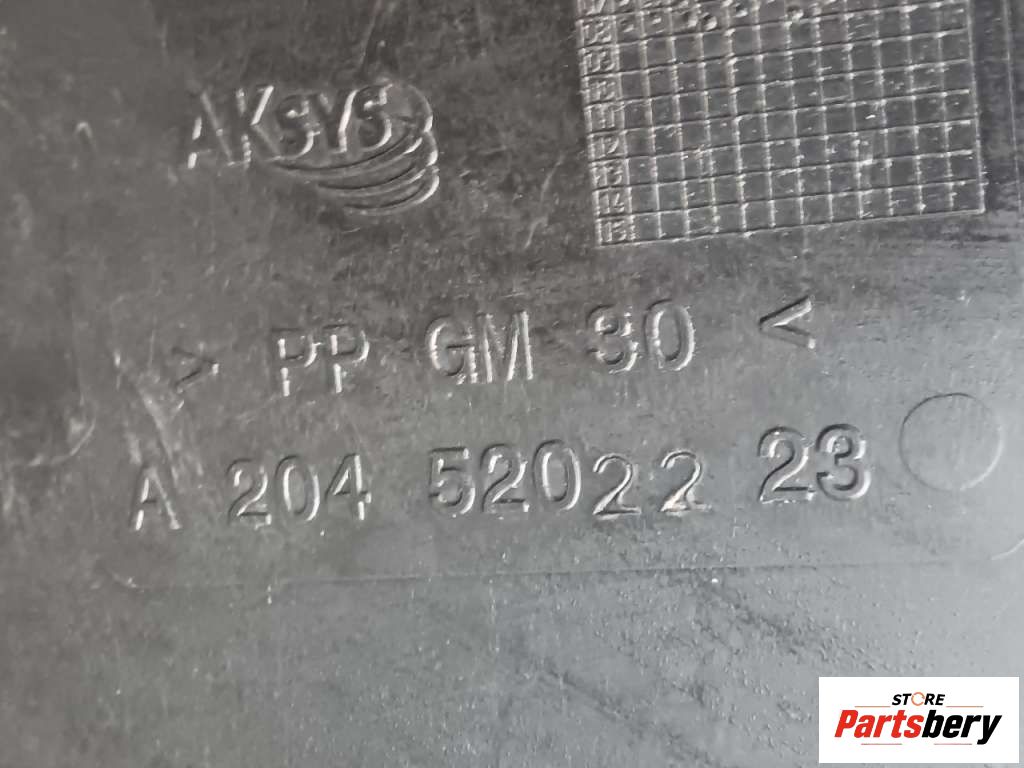 AKsYS
> PP GM 30 <
A 204 52022 23
STORE
Partsbery